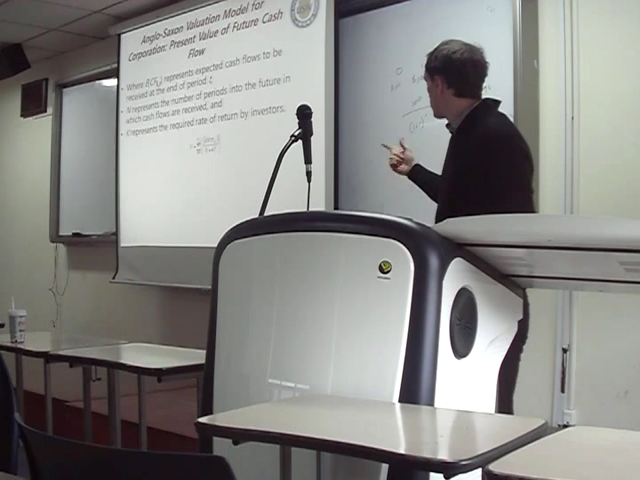 Anglo-Saxon Valuation Model for
Corporation: Present Value of Future Cash
Flow
• Where E(CFt) represents expected cash flows to be
received at the end of period t,
• N represents the number of periods into the future in
which cash flows are received, and
• K represents the required rate of return by investors.